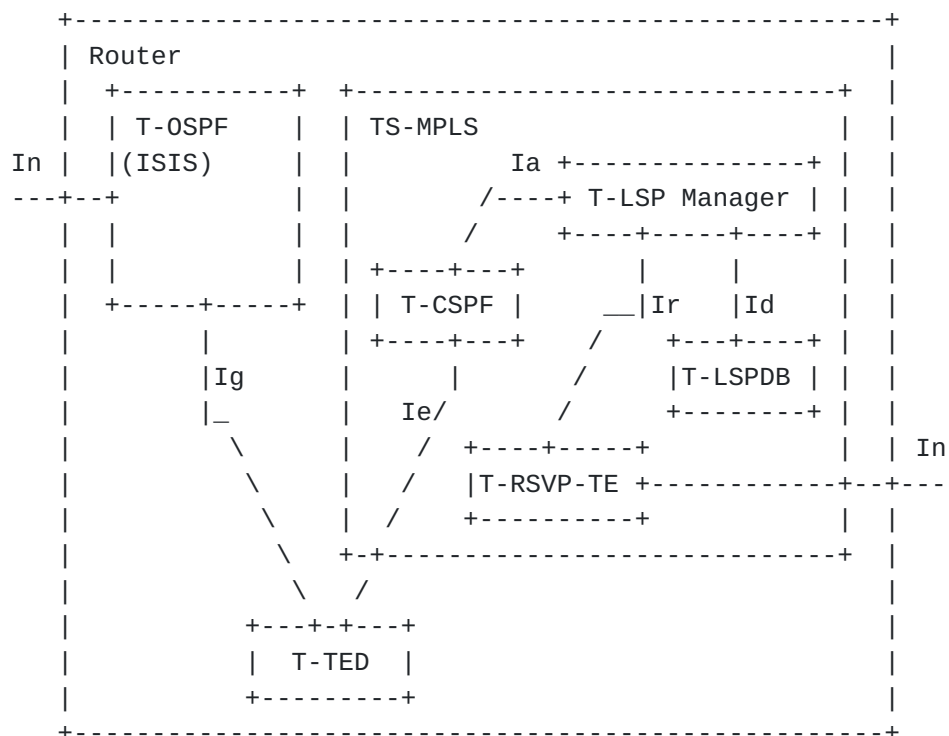 Router
T-OSPF TS-MPLS
In (ISIS) Ia
T-LSP Manager
T-CSPF Ir Id
Ig T-LSPDB
Ie
In
T-RSVP-TE
T-TED